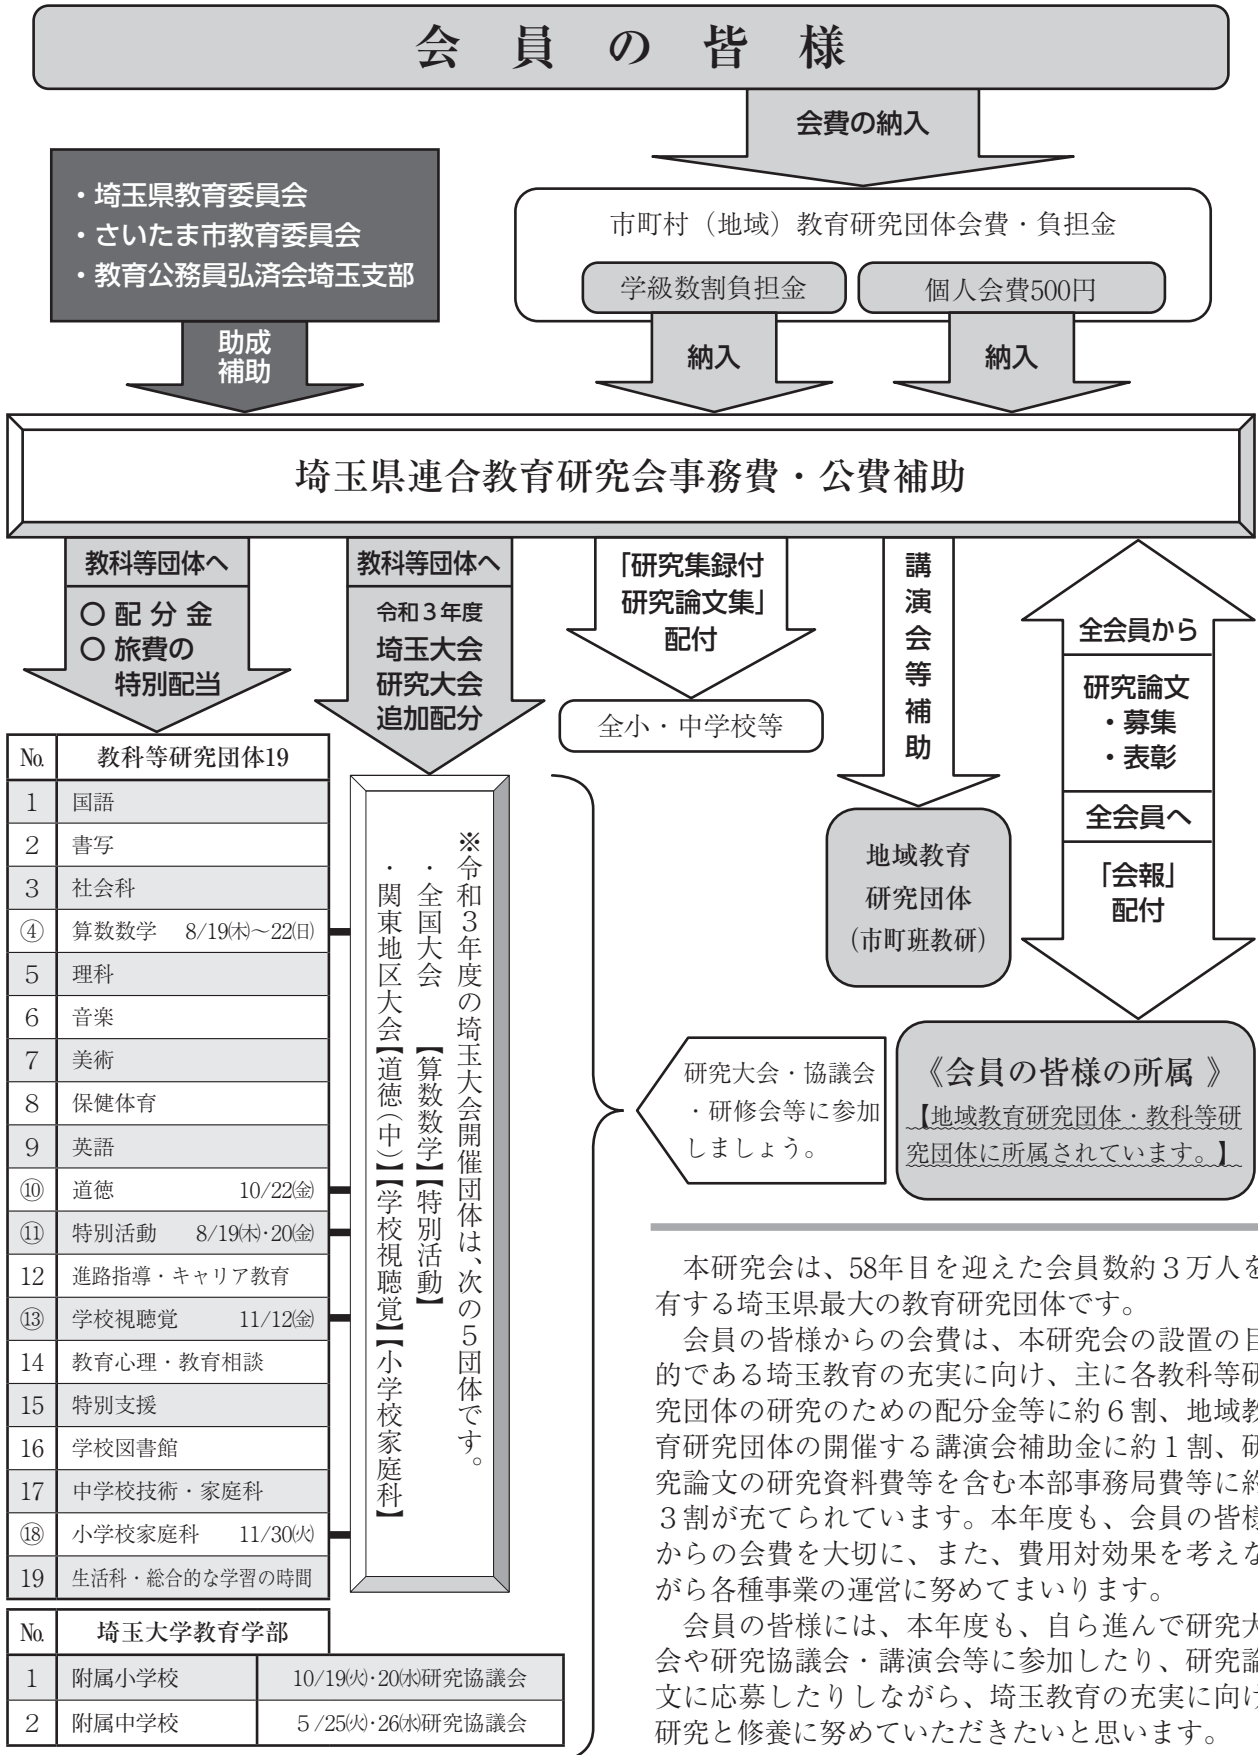 会員の皆様
会費の納入
・埼玉県教育委員会
・さいたま市教育委員会
・教育公務員弘済会埼玉支部
助成
補助
市町村（地域）教育研究団体会費・負担金
学級数割負担金
個人会費500円
納入
納入
埼玉県連合教育研究会事務費・公費補助
教科等団体へ
○ 配 分 金
○ 旅費の
特別配当
教科等団体へ
令和３年度
埼玉大会
研究大会
追加配分
「研究集録付
研究論文集」
配付
全小・中学校等
講演会等補助
地域教育
研究団体
（市町班教研）
全会員から
研究論文
・募集
・表彰
全会員へ
「会報」
配付
No. 教科等研究団体19
1 国語
2 書写
3 社会科
④ 算数数学 8/19㈭～22㈰
5 理科
6 音楽
7 美術
8 保健体育
9 英語
⑩ 道徳 10/22㈮
⑪ 特別活動 8/19㈭・20㈮
12 進路指導・キャリア教育
⑬ 学校視聴覚 11/12㈮
14 教育心理・教育相談
15 特別支援
16 学校図書館
17 中学校技術・家庭科
⑱ 小学校家庭科 11/30㈫
19 生活科・総合的な学習の時間
※令和３年度の埼玉大会開催団体は、次の５団体です。
・全国大会 【算数数学】【特別活動】
・関東地区大会【道徳（中）】【学校視聴覚】【小学校家庭科】
No. 埼玉大学教育学部
1 附属小学校 10/19㈫・20㈬研究協議会
2 附属中学校 5/25㈫・26㈬研究協議会
研究大会・協議会
・研修会等に参加
しましょう。
《会員の皆様の所属 》
【地域教育研究団体・教科等研
究団体に所属されています。】
本研究会は、58年目を迎えた会員数約３万人を
有する埼玉県最大の教育研究団体です。
会員の皆様からの会費は、本研究会の設置の目
的である埼玉教育の充実に向け、主に各教科等研
究団体の研究のための配分金等に約６割、地域教
育研究団体の開催する講演会補助金に約１割、研
究論文の研究資料費等を含む本部事務局費等に約
３割が充てられています。本年度も、会員の皆様
からの会費を大切に、また、費用対効果を考えな
がら各種事業の運営に努めてまいります。
会員の皆様には、本年度も、自ら進んで研究大
会や研究協議会・講演会等に参加したり、研究論
文に応募したりしながら、埼玉教育の充実に向け
研究と修養に努めていただきたいと思います。